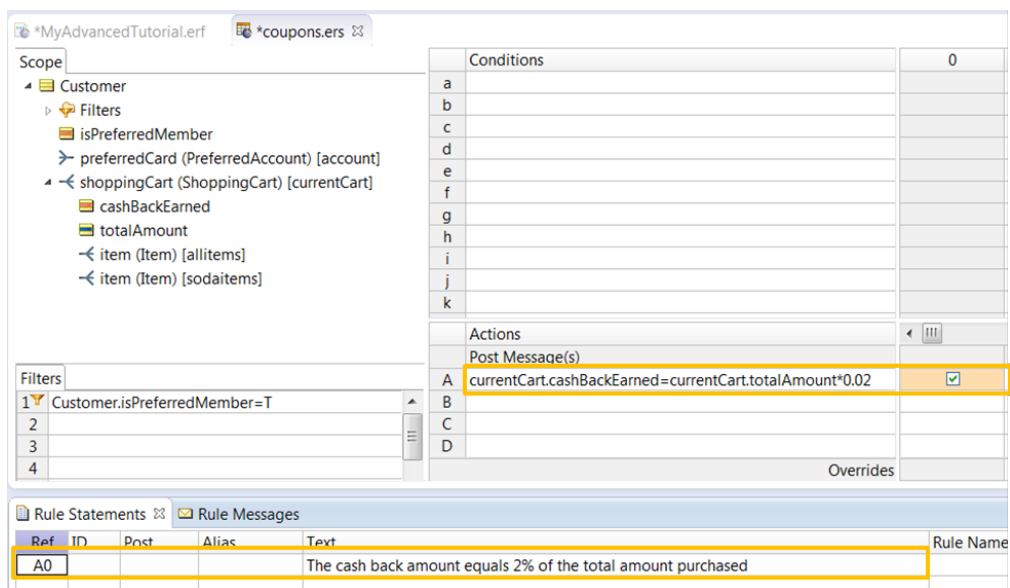 *MyAdvancedTutorial.erf
*coupons.ers
Scope
Customer
Filters
isPreferredMember
preferredCard (PreferredAccount) [account]
shoppingCart (ShoppingCart) [currentCart]
cashBackEarned
totalAmount
item (Item) [allitems]
item (Item) [sodaitems]
Filters
1 Customer.isPreferredMember=T
2
3
4
Conditions 0
a
b
c
d
e
f
g
h
i
j
k
Actions
Post Message(s)
A currentCart.cashBackEarned=currentCart.totalAmount*0.02
B
C
D
Overrides
Rule Statements Rule Messages
Ref ID Post Alias Text Rule Name
A0 The cash back amount equals 2% of the total amount purchased